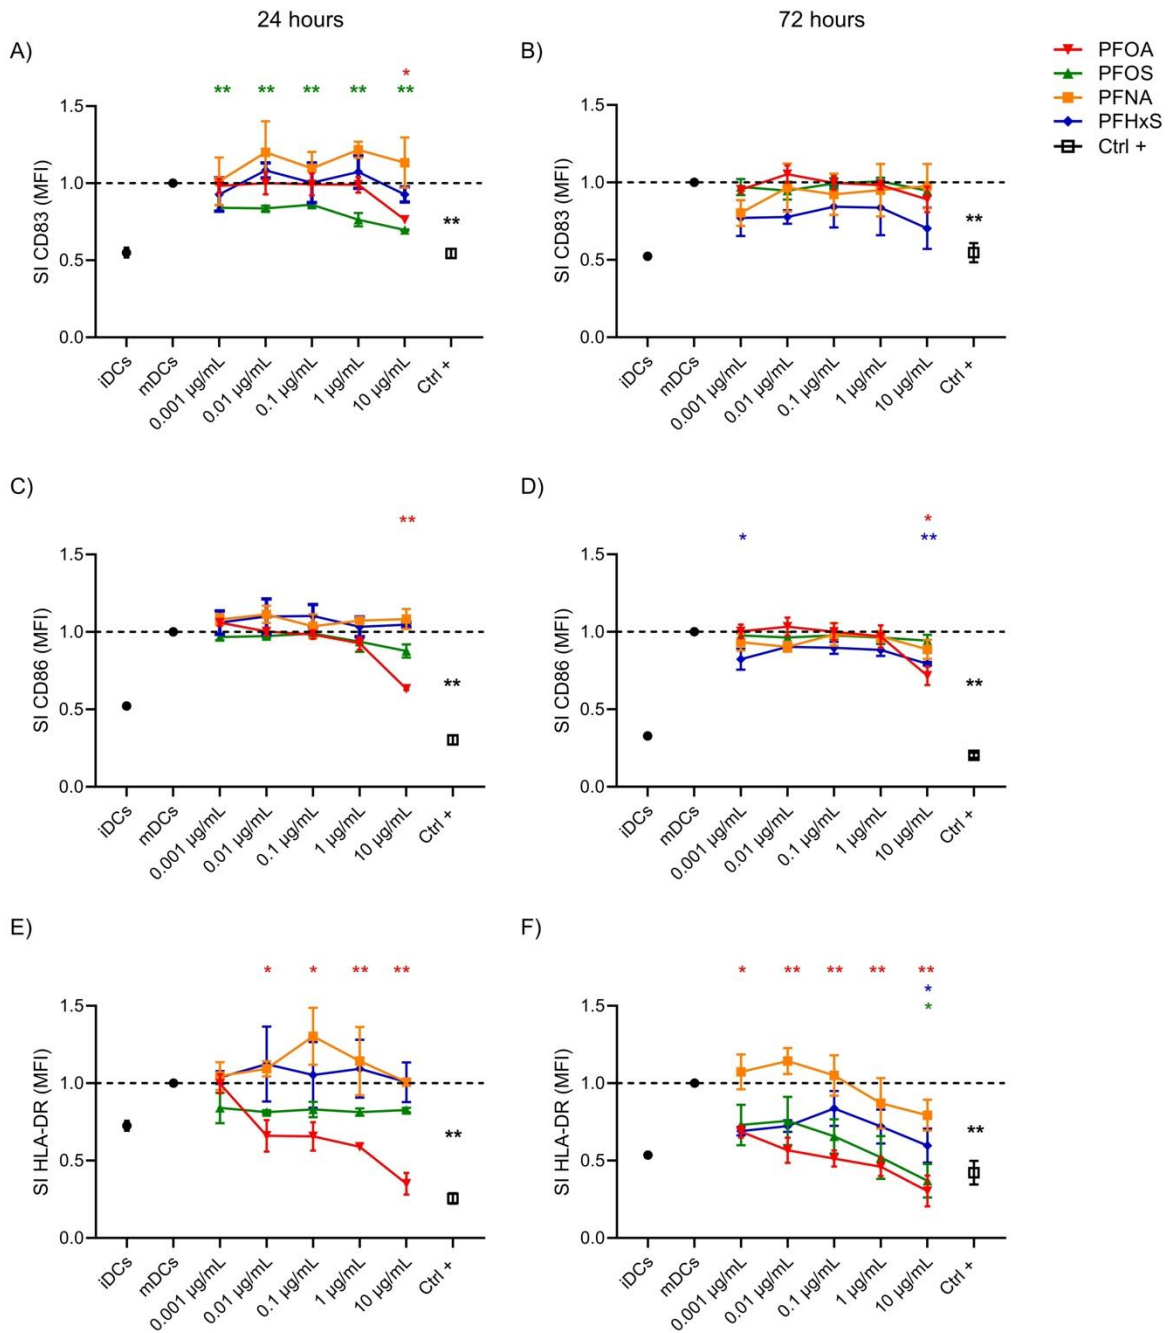 24 hours
72 hours
A)
B)
PFOA
PFOS
PFNA
PFHxS
Ctrl +
*
** ** ** ** **
SI CD83 (MFI)
1.5
1.0
0.5
0.0
**
iDCs
mDCs
0.001 µg/mL
0.01 µg/mL
0.1 µg/mL
1 µg/mL
10 µg/mL
Ctrl +
SI CD83 (MFI)
1.5
1.0
0.5
0.0
**
iDCs
mDCs
0.001 µg/mL
0.01 µg/mL
0.1 µg/mL
1 µg/mL
10 µg/mL
Ctrl +
C)
D)
**
SI CD86 (MFI)
1.5
1.0
0.5
0.0
**
iDCs
mDCs
0.001 µg/mL
0.01 µg/mL
0.1 µg/mL
1 µg/mL
10 µg/mL
Ctrl +
*
* **
SI CD86 (MFI)
1.5
1.0
0.5
0.0
**
iDCs
mDCs
0.001 µg/mL
0.01 µg/mL
0.1 µg/mL
1 µg/mL
10 µg/mL
Ctrl +
E)
F)
* * ** **
SI HLA-DR (MFI)
1.5
1.0
0.5
0.0
**
iDCs
mDCs
0.001 µg/mL
0.01 µg/mL
0.1 µg/mL
1 µg/mL
10 µg/mL
Ctrl +
* ** ** ** **
*
*
SI HLA-DR (MFI)
1.5
1.0
0.5
0.0
**
iDCs
mDCs
0.001 µg/mL
0.01 µg/mL
0.1 µg/mL
1 µg/mL
10 µg/mL
Ctrl +